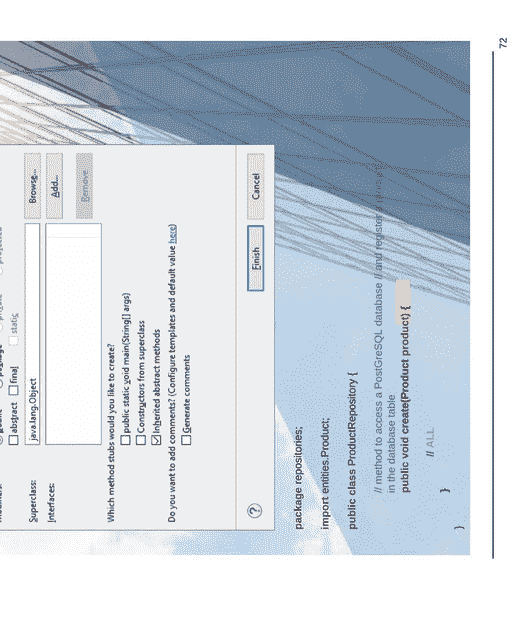 abstract final static
Superclass: java.lang.Object Browse...
Interfaces: Add...
Remove
Which method stubs would you like to create?
public static void main(String[] args)
Constructors from superclass
Inherited abstract methods
Do you want to add comments? (Configure templates and default value here)
Generate comments
? Finish Cancel
package repositories;
import entities.Product;
public class ProductRepository {
// method to access a PostGreSQL database // and register a
in the database table
public void create(Product product) {
// ALL
}
}
72